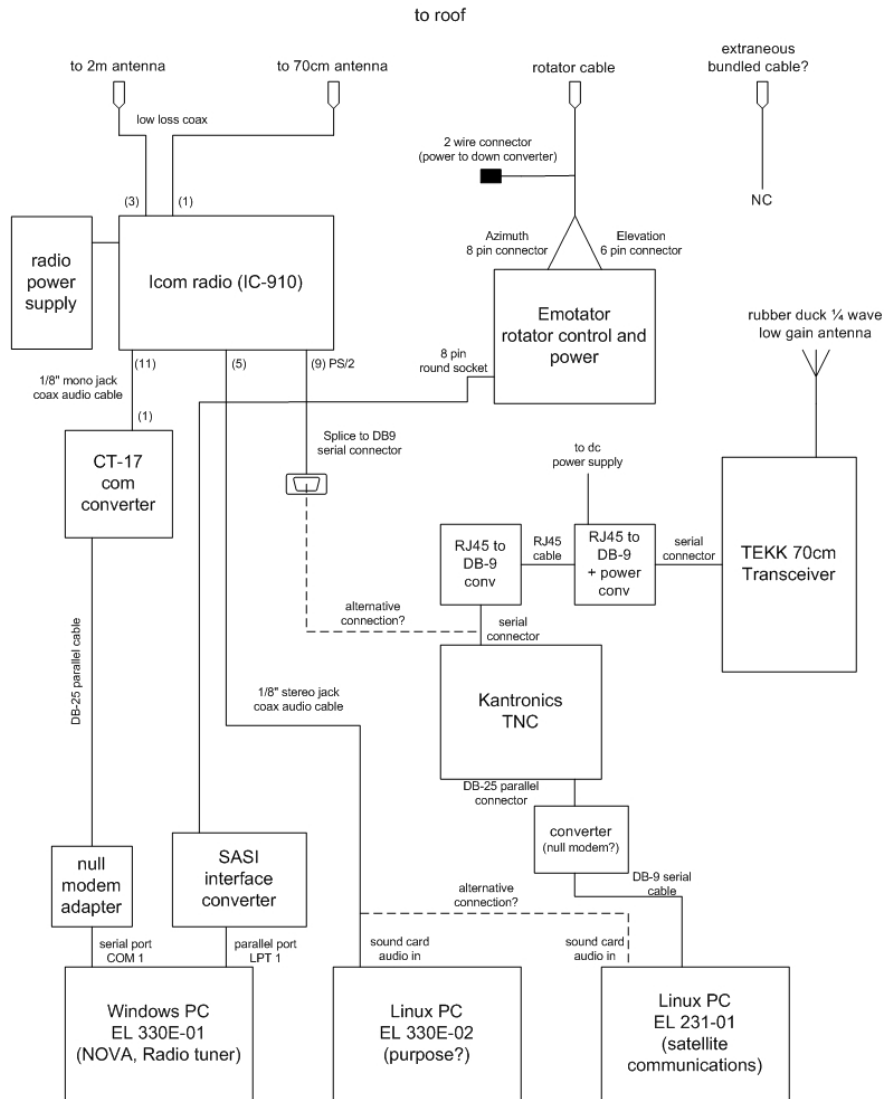 to roof
to 2m antenna
to 70cm antenna
rotator cable
extraneous
bundled cable?
low loss coax
2 wire connector
(power to down converter)
NC
(3)
(1)
radio
power
supply
Icom radio (IC-910)
Azimuth
8 pin connector
Elevation
6 pin connector
Emotator
rotator control and
power
rubber duck ¼ wave
low gain antenna
(11)
(5)
(9) PS/2
8 pin
round socket
1/8" mono jack
coax audio cable
(1)
CT-17
com
converter
Splice to DB9
serial connector
to dc
power supply
RJ45 to
DB-9
conv
RJ45
cable
RJ45 to
DB-9
+ power
conv
serial
connector
TEKK 70cm
Transceiver
alternative
connection?
serial
connector
DB-25 parallel cable
1/8" stereo jack
coax audio cable
Kantronics
TNC
DB-25 parallel
connector
converter
(null modem?)
null
modem
adapter
SASI
interface
converter
DB-9 serial
cable
alternative
connection?
serial port
COM 1
parallel port
LPT 1
sound card
audio in
sound card
audio in
Windows PC
EL 330E-01
(NOVA, Radio tuner)
Linux PC
EL 330E-02
(purpose?)
Linux PC
EL 231-01
(satellite
communications)